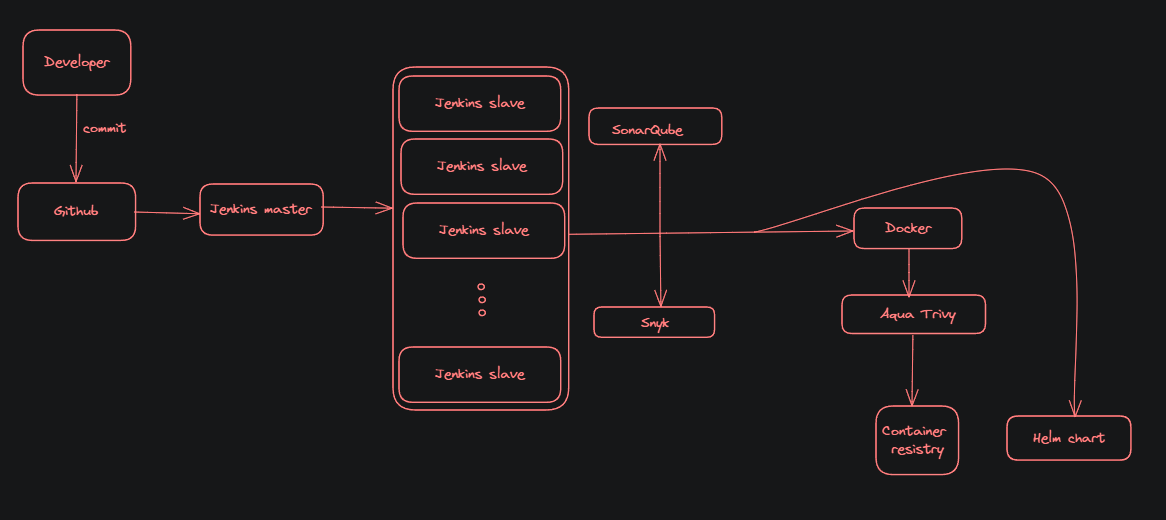 Developer
commit
Github
Jenkins master
Jenkins slave
Jenkins slave
Jenkins slave
Jenkins slave
SonarQube
Snyk
Docker
Aqua Trivy
Container
resistry
Helm chart